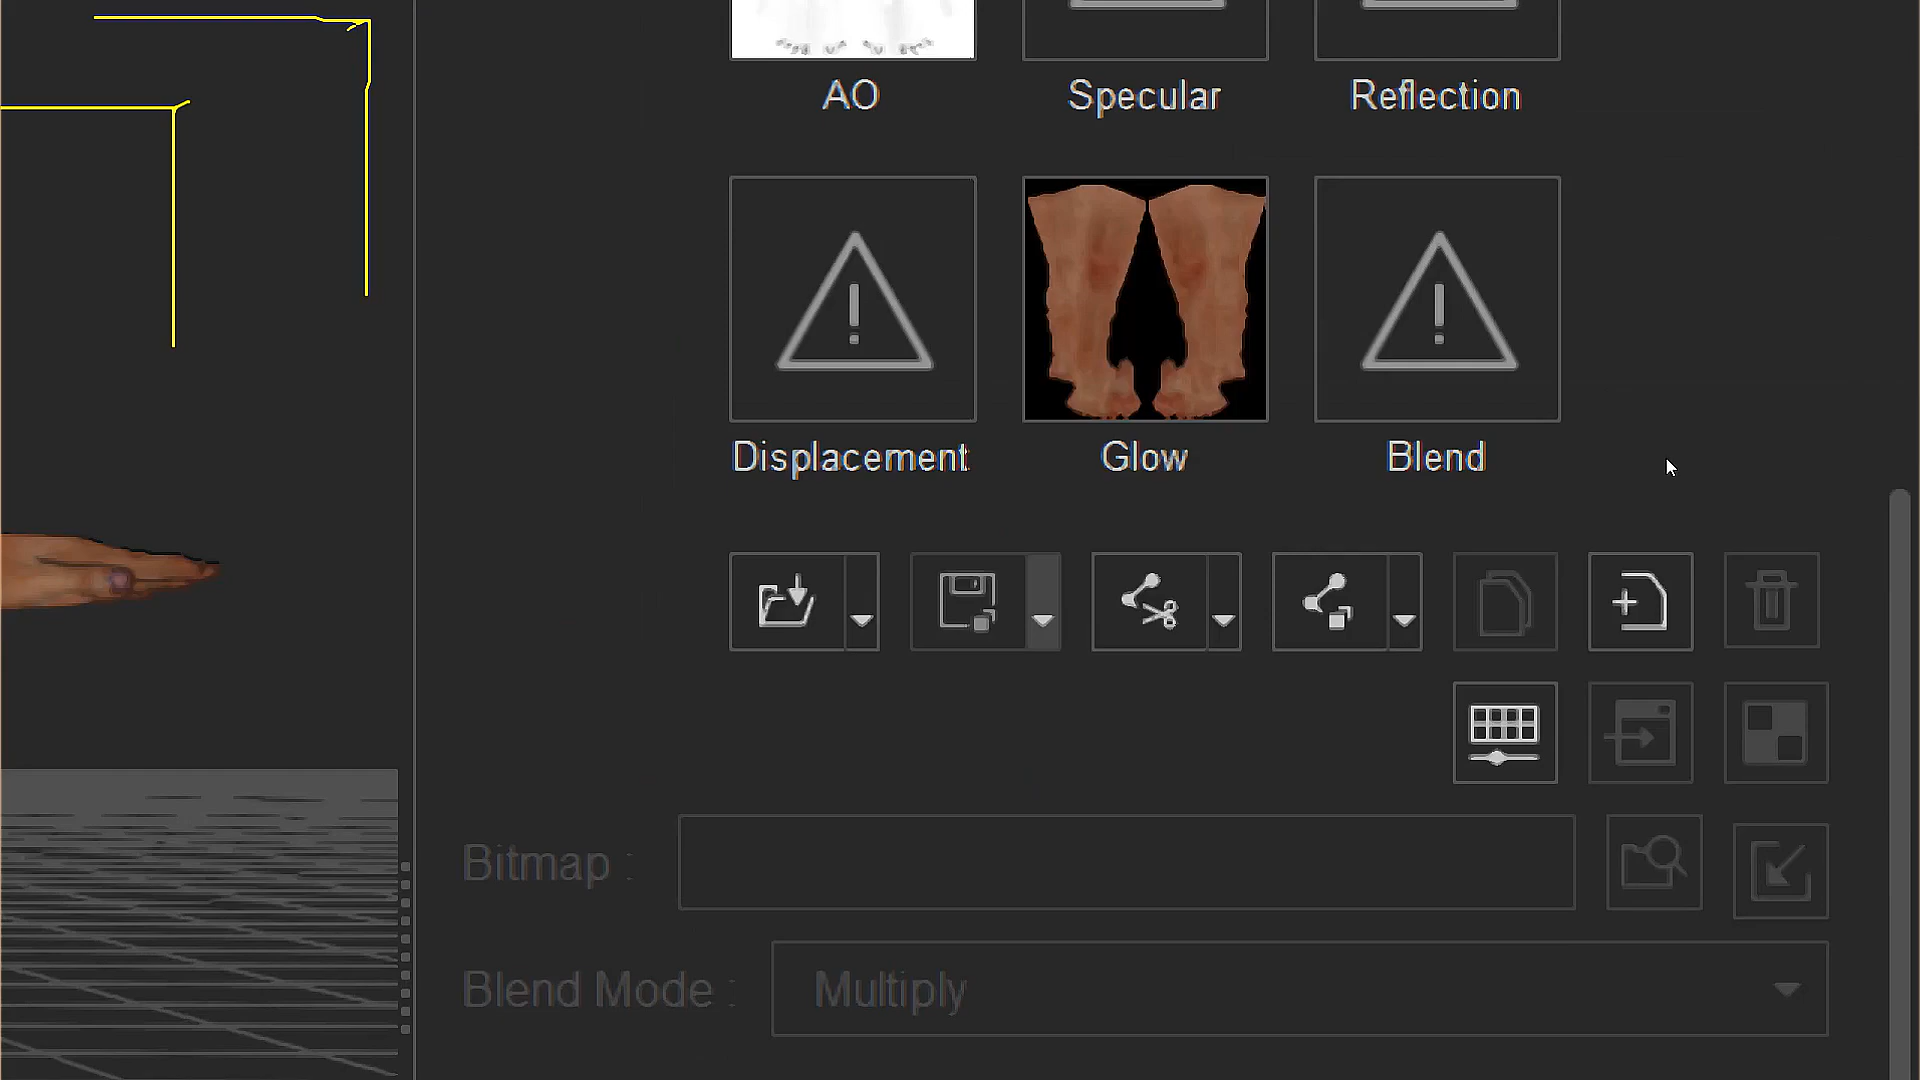 AO
Specular
Reflection
Displacement
Glow
Blend
Bitmap :
Blend Mode :
Multiply